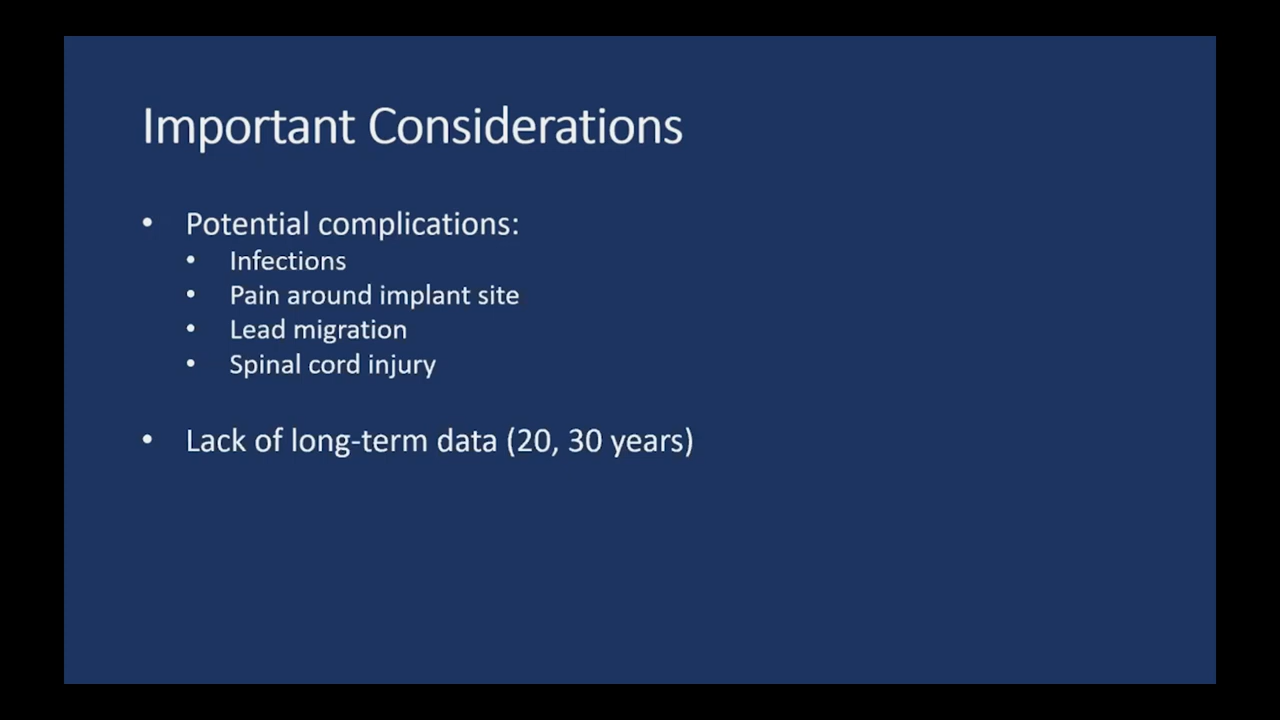 Important Considerations
• Potential complications:
• Infections
• Pain around implant site
• Lead migration
• Spinal cord injury
• Lack of long-term data (20, 30 years)